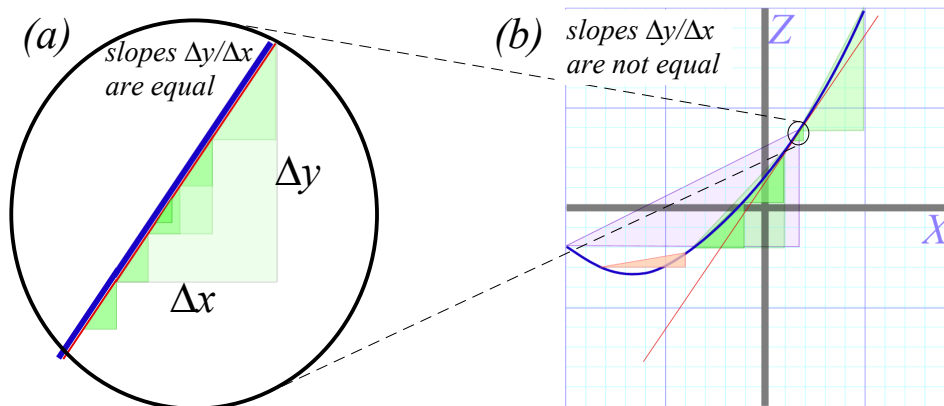 (a)
slopes Δy/Δx
are equal
Δy
Δx
(b)
slopes Δy/Δx
are not equal
Z
X